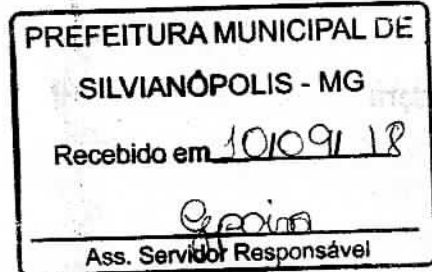 PREFEITURA MUNICIPAL DE
SILVIANÓPOLIS - MG
Recebido em 10/09/18
Ass. Servidor Responsável